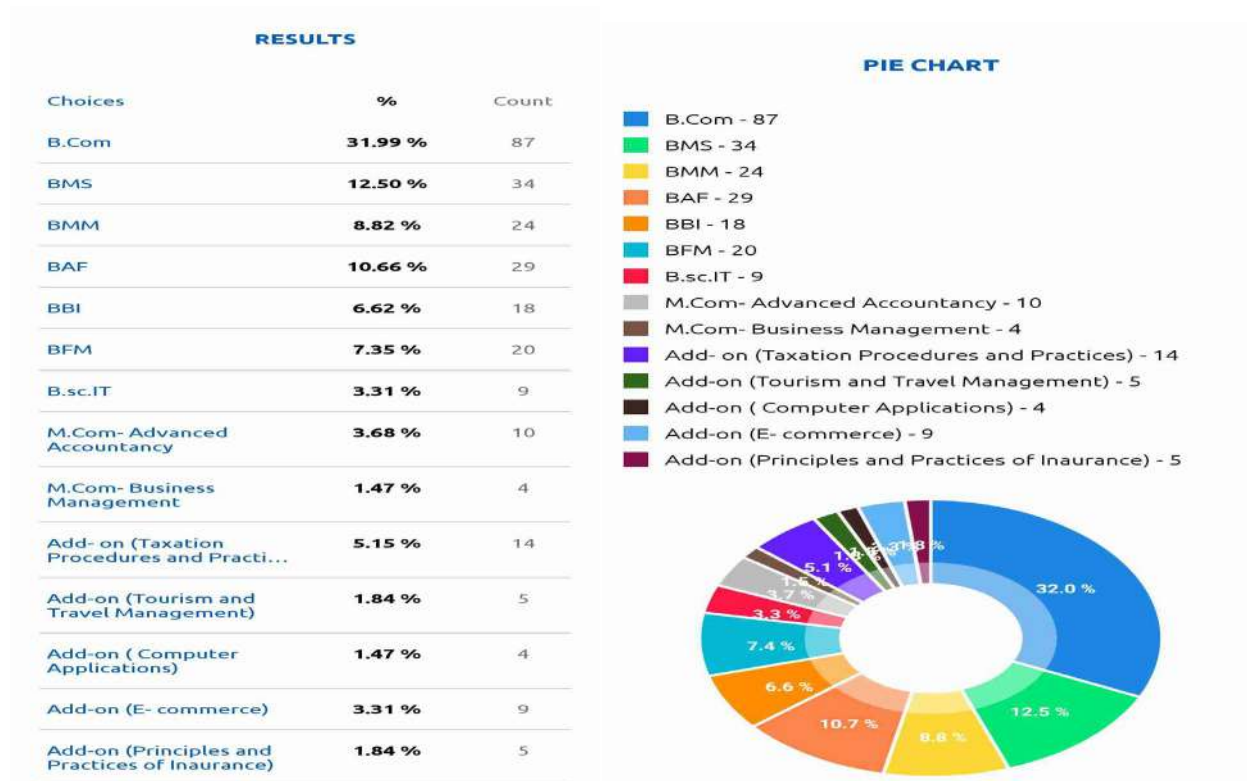 RESULTS
Choices % Count
B.Com 31.99 % 87
BMS 12.50 % 34
BMM 8.82 % 24
BAF 10.66 % 29
BBI 6.62 % 18
BFM 7.35 % 20
B.sc.IT 3.31 % 9
M.Com- Advanced
Accountancy 3.68 % 10
M.Com- Business
Management 1.47 % 4
Add- on (Taxation
Procedures and Practi... 5.15 % 14
Add-on (Tourism and
Travel Management) 1.84 % 5
Add-on ( Computer
Applications) 1.47 % 4
Add-on (E- commerce) 3.31 % 9
Add-on (Principles and
Practices of Inaurance) 1.84 % 5
PIE CHART
B.Com - 87
BMS - 34
BMM - 24
BAF - 29
BBI - 18
BFM - 20
B.sc.IT - 9
M.Com- Advanced Accountancy - 10
M.Com- Business Management - 4
Add- on (Taxation Procedures and Practices) - 14
Add-on (Tourism and Travel Management) - 5
Add-on ( Computer Applications) - 4
Add-on (E- commerce) - 9
Add-on (Principles and Practices of Inaurance) - 5
32.0 %
12.5 %
8.8 %
10.7 %
6.6 %
7.4 %
3.3 %
3.7 %
1.5 %
5.1 %